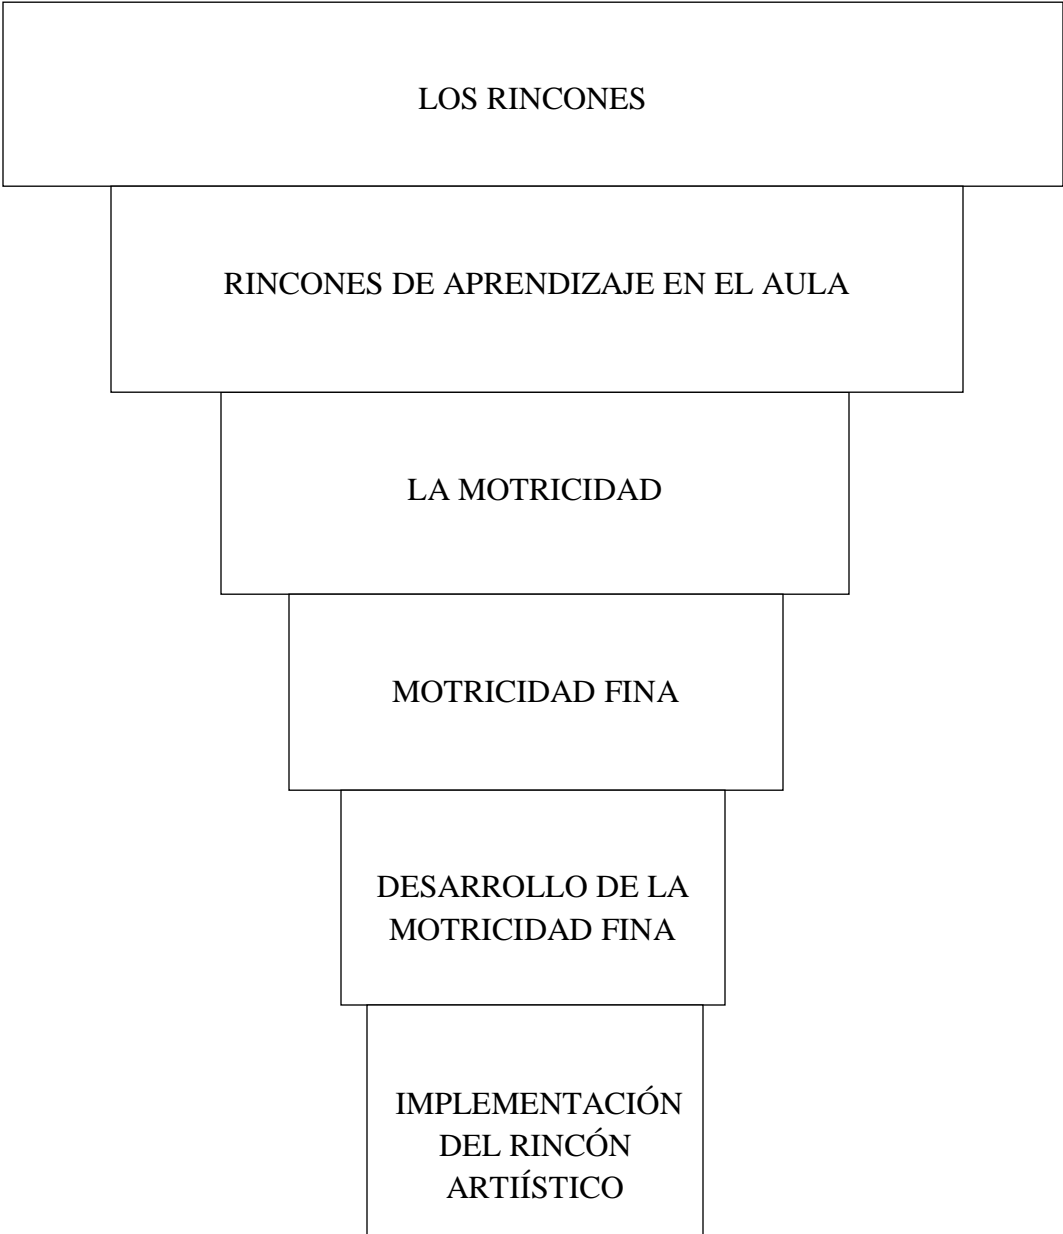 LOS RINCONES
RINCONES DE APRENDIZAJE EN EL AULA
LA MOTRICIDAD
MOTRICIDAD FINA
DESARROLLO DE LA
MOTRICIDAD FINA
IMPLEMENTACIÓN
DEL RINCÓN
ARTIÍSTICO